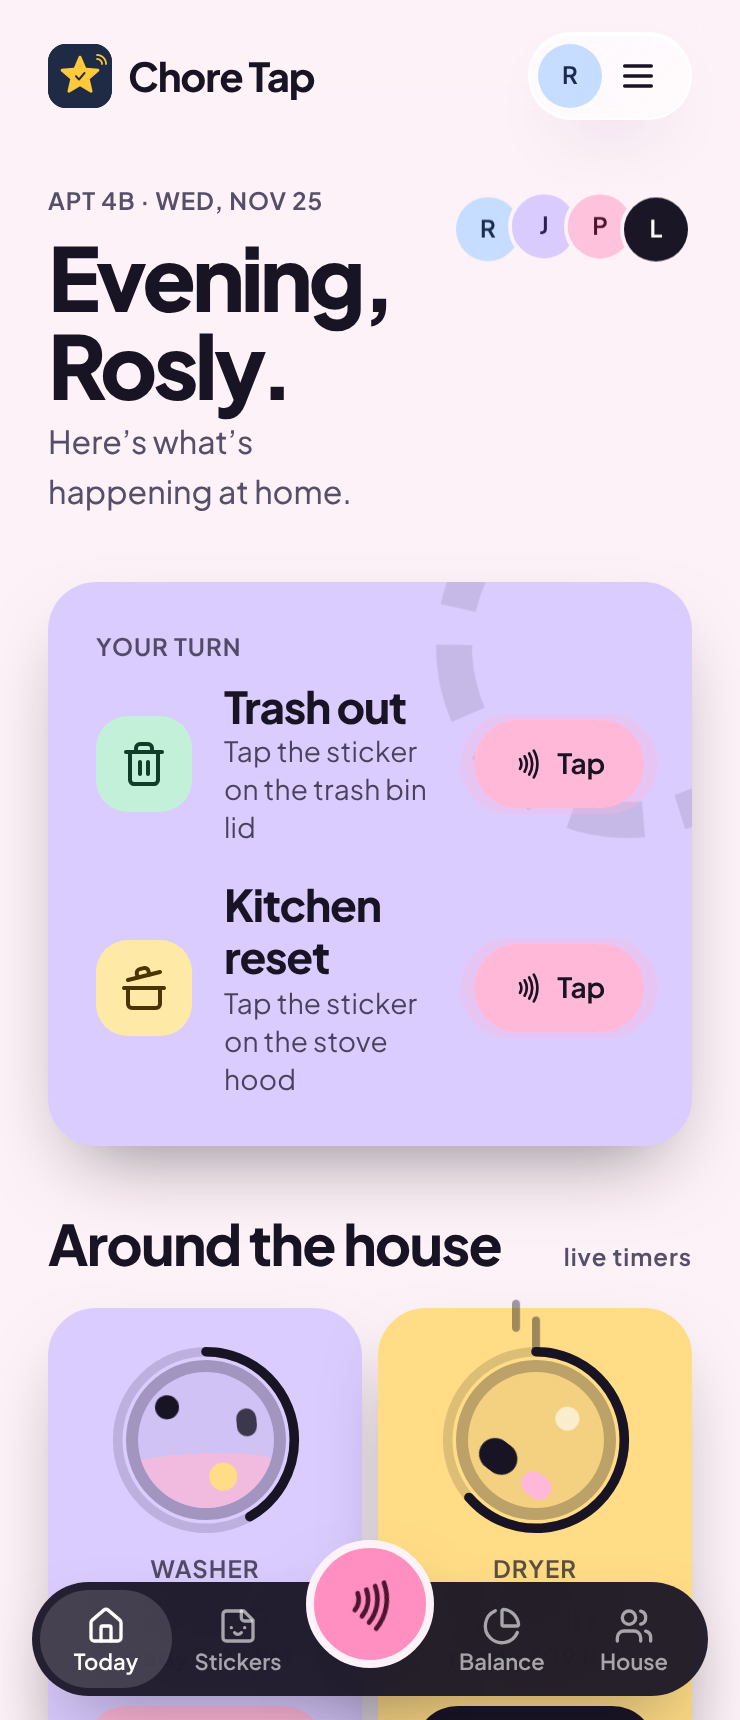 Chore Tap
R
APT 4B · WED, NOV 25
R J P L
Evening,
Rosly.
Here’s what’s
happening at home.
YOUR TURN
Trash out
Tap the sticker
on the trash bin
lid
Tap
Kitchen
reset
Tap the sticker
on the stove
hood
Tap
Around the house
live timers
WASHER
DRYER
Today
Stickers
Balance
House